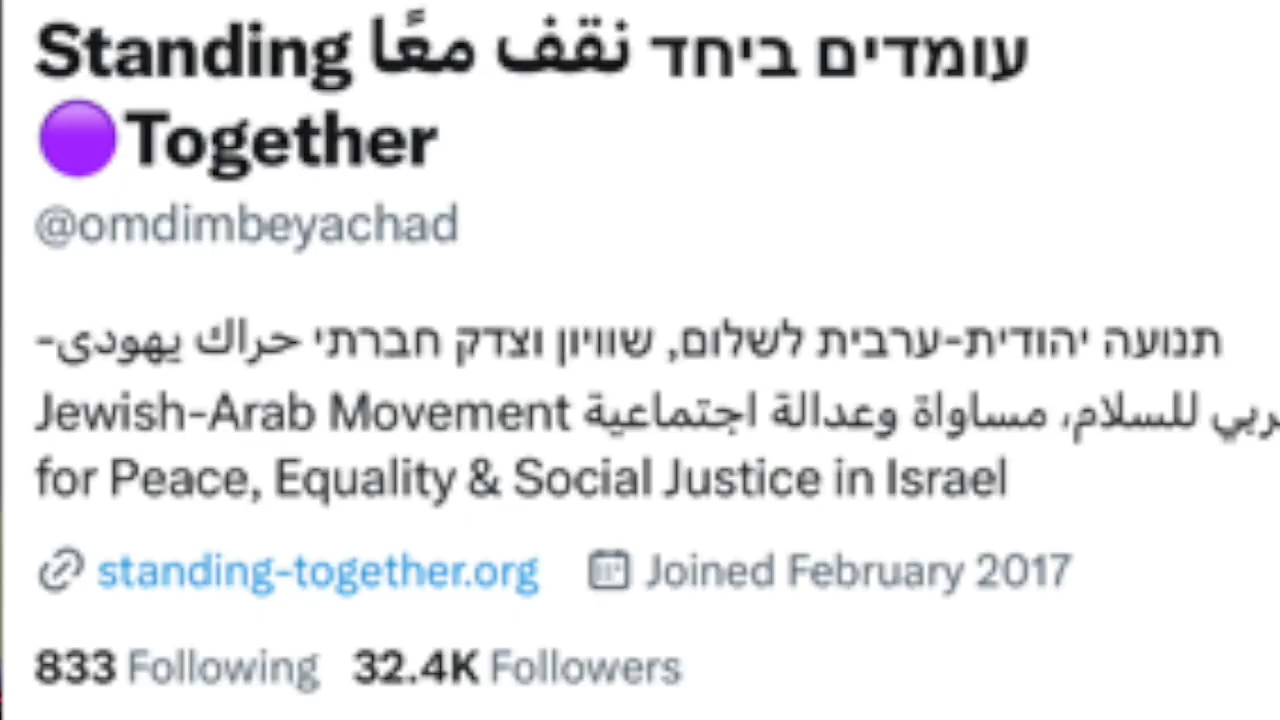 עומדים ביחד نقف معًا Standing
Together🟣
@omdimbeyachad
תנועה יהודית-ערבית לשלום, שוויון וצדק חברתי حراك يهودى-
للسلام، مساواة وعدالة اجتماعية Jewish-Arab Movement
for Peace, Equality & Social Justice in Israel
standing-together.org Joined February 2017
833 Following 32.4K Followers